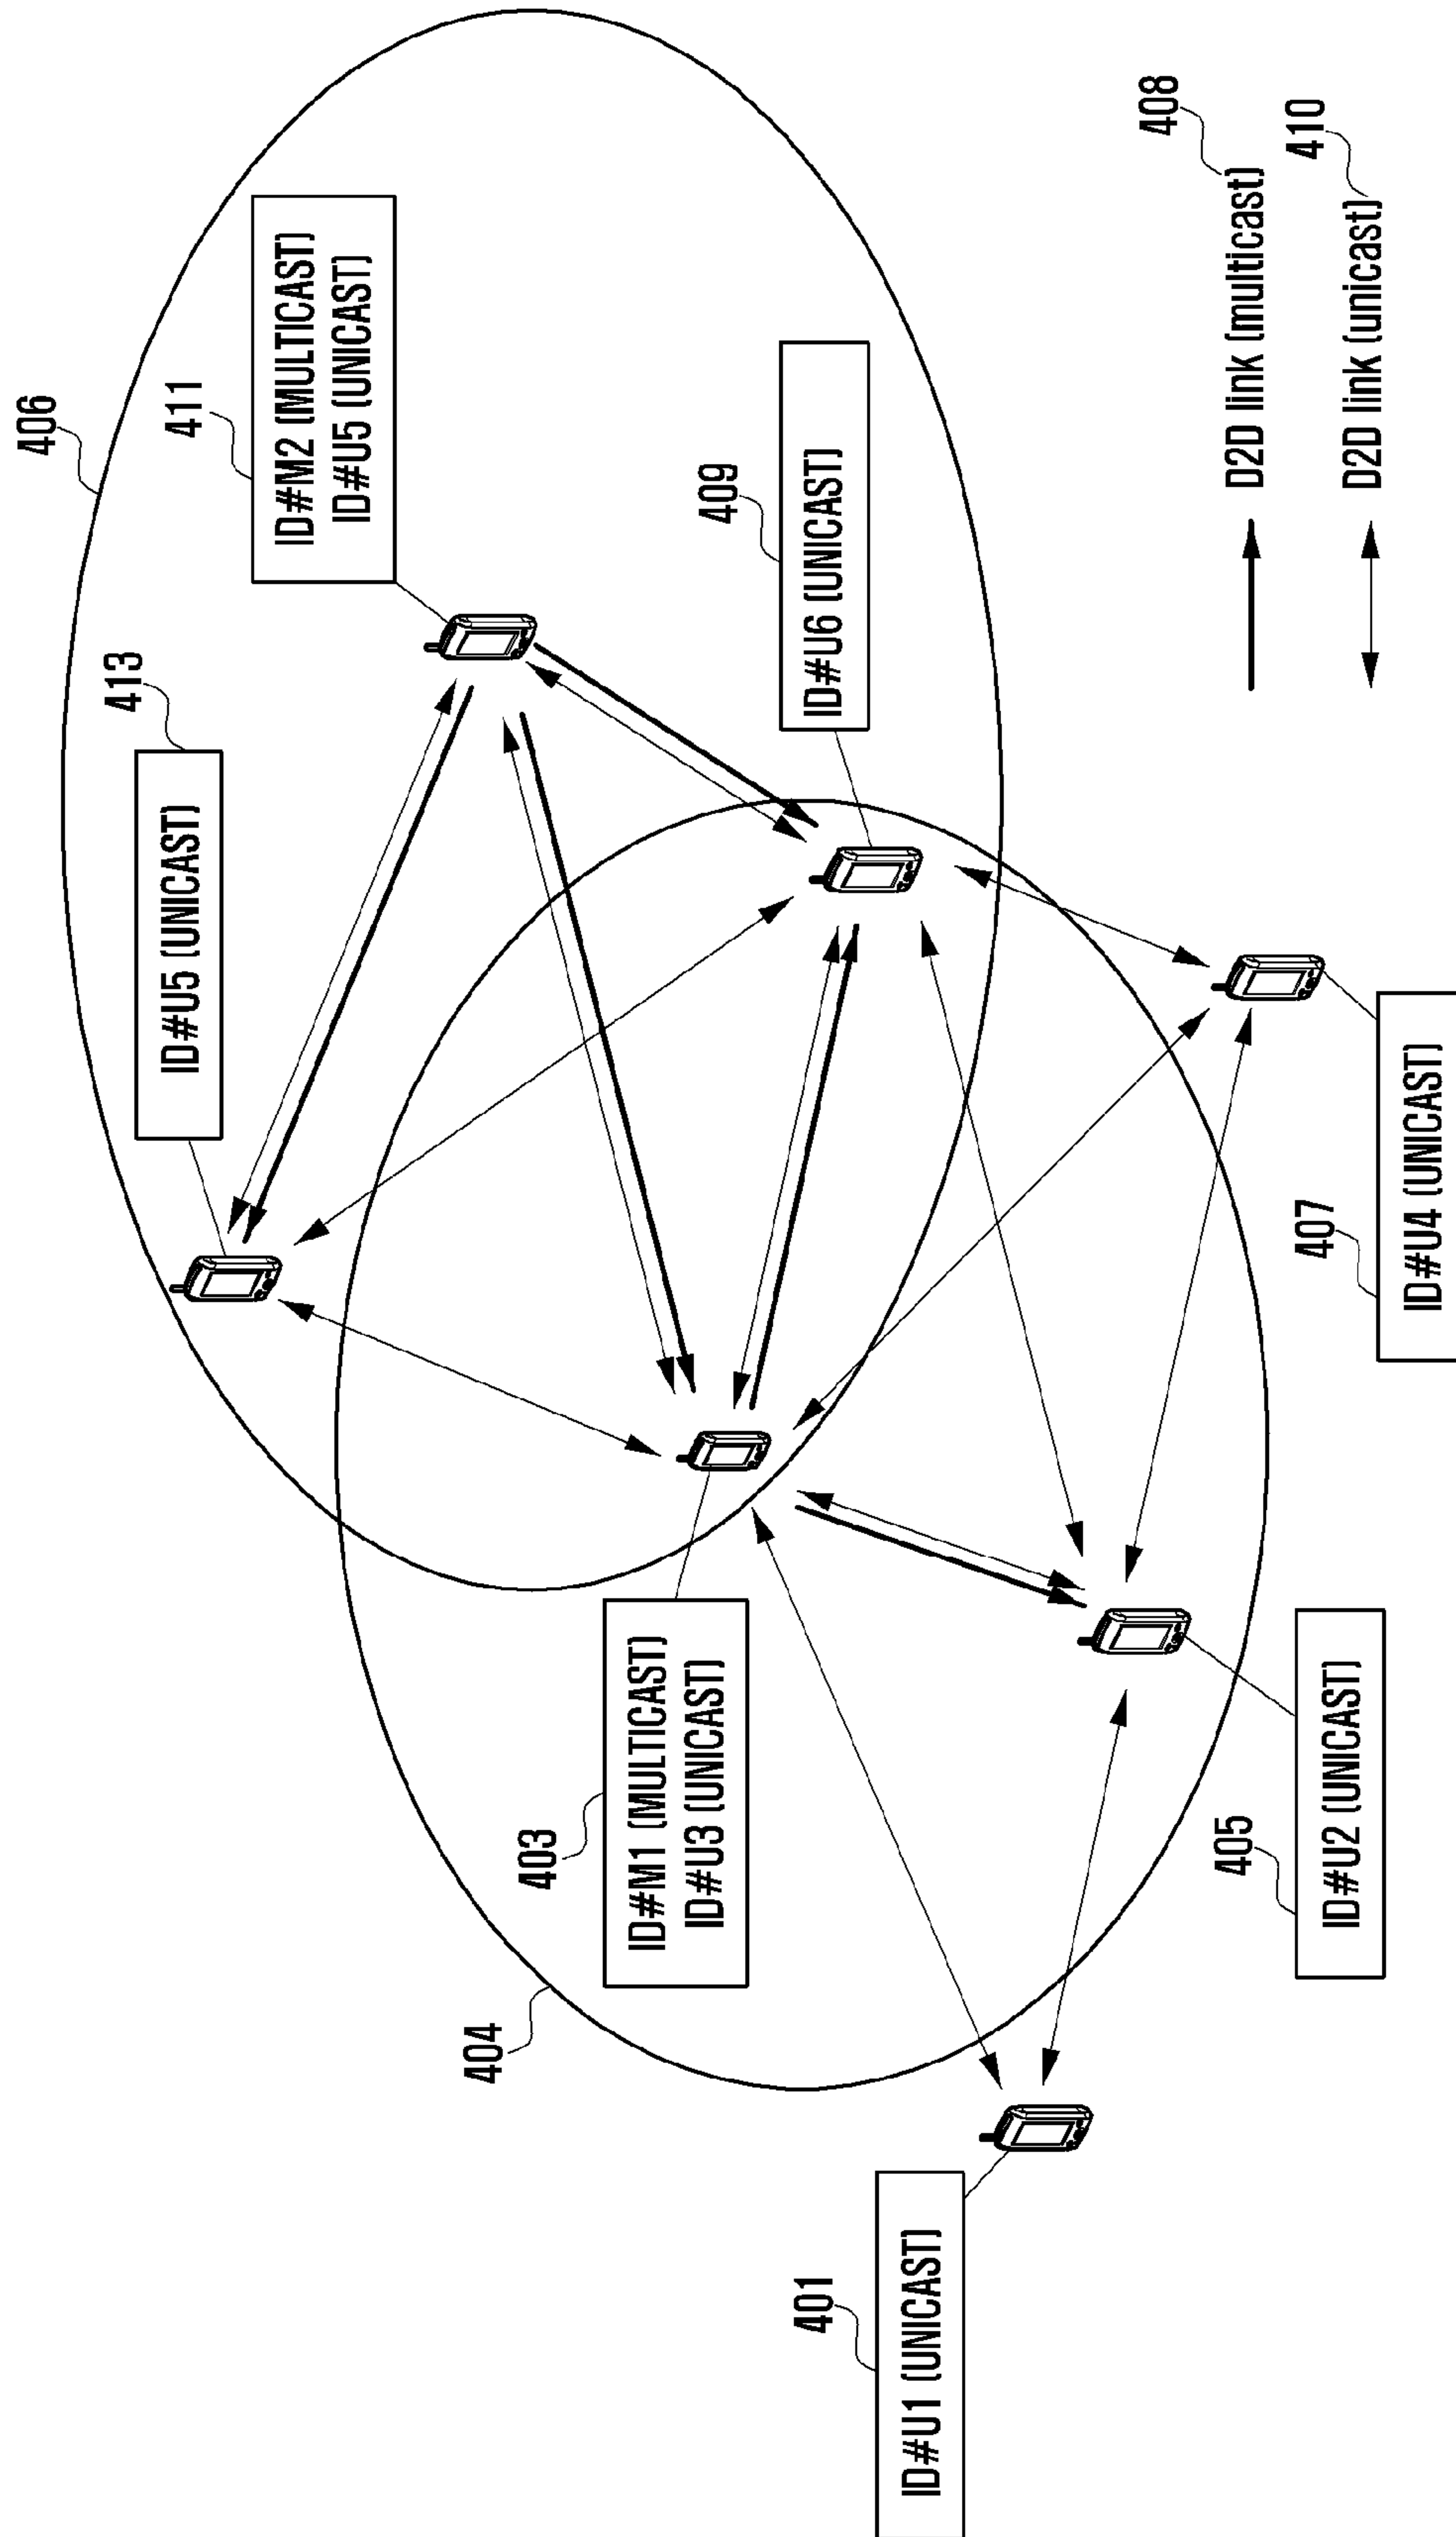 406
411
ID#M2 (MULTICAST)
ID#U5 (UNICAST)
413
ID#U5 (UNICAST)
409
ID#U6 (UNICAST)
404
403
ID#M1 (MULTICAST)
ID#U3 (UNICAST)
401
ID#U1 (UNICAST)
405
ID#U2 (UNICAST)
407
ID#U4 (UNICAST)
408
D2D link (multicast)
410
D2D link (unicast)